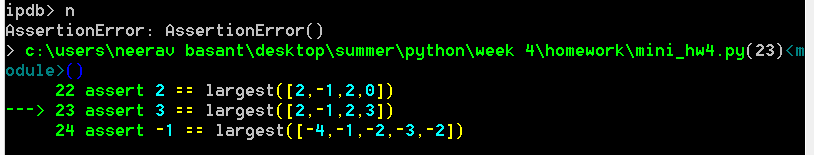 ipdb> n
AssertionError: AssertionError()
> c:\users\neerav basant\desktop\summer\python\week 4\homework\mini_hw4.py(23)<m
odule>()
     22 assert 2 == largest([2,-1,2,0])
---> 23 assert 3 == largest([2,-1,2,3])
     24 assert -1 == largest([-4,-1,-2,-3,-2])